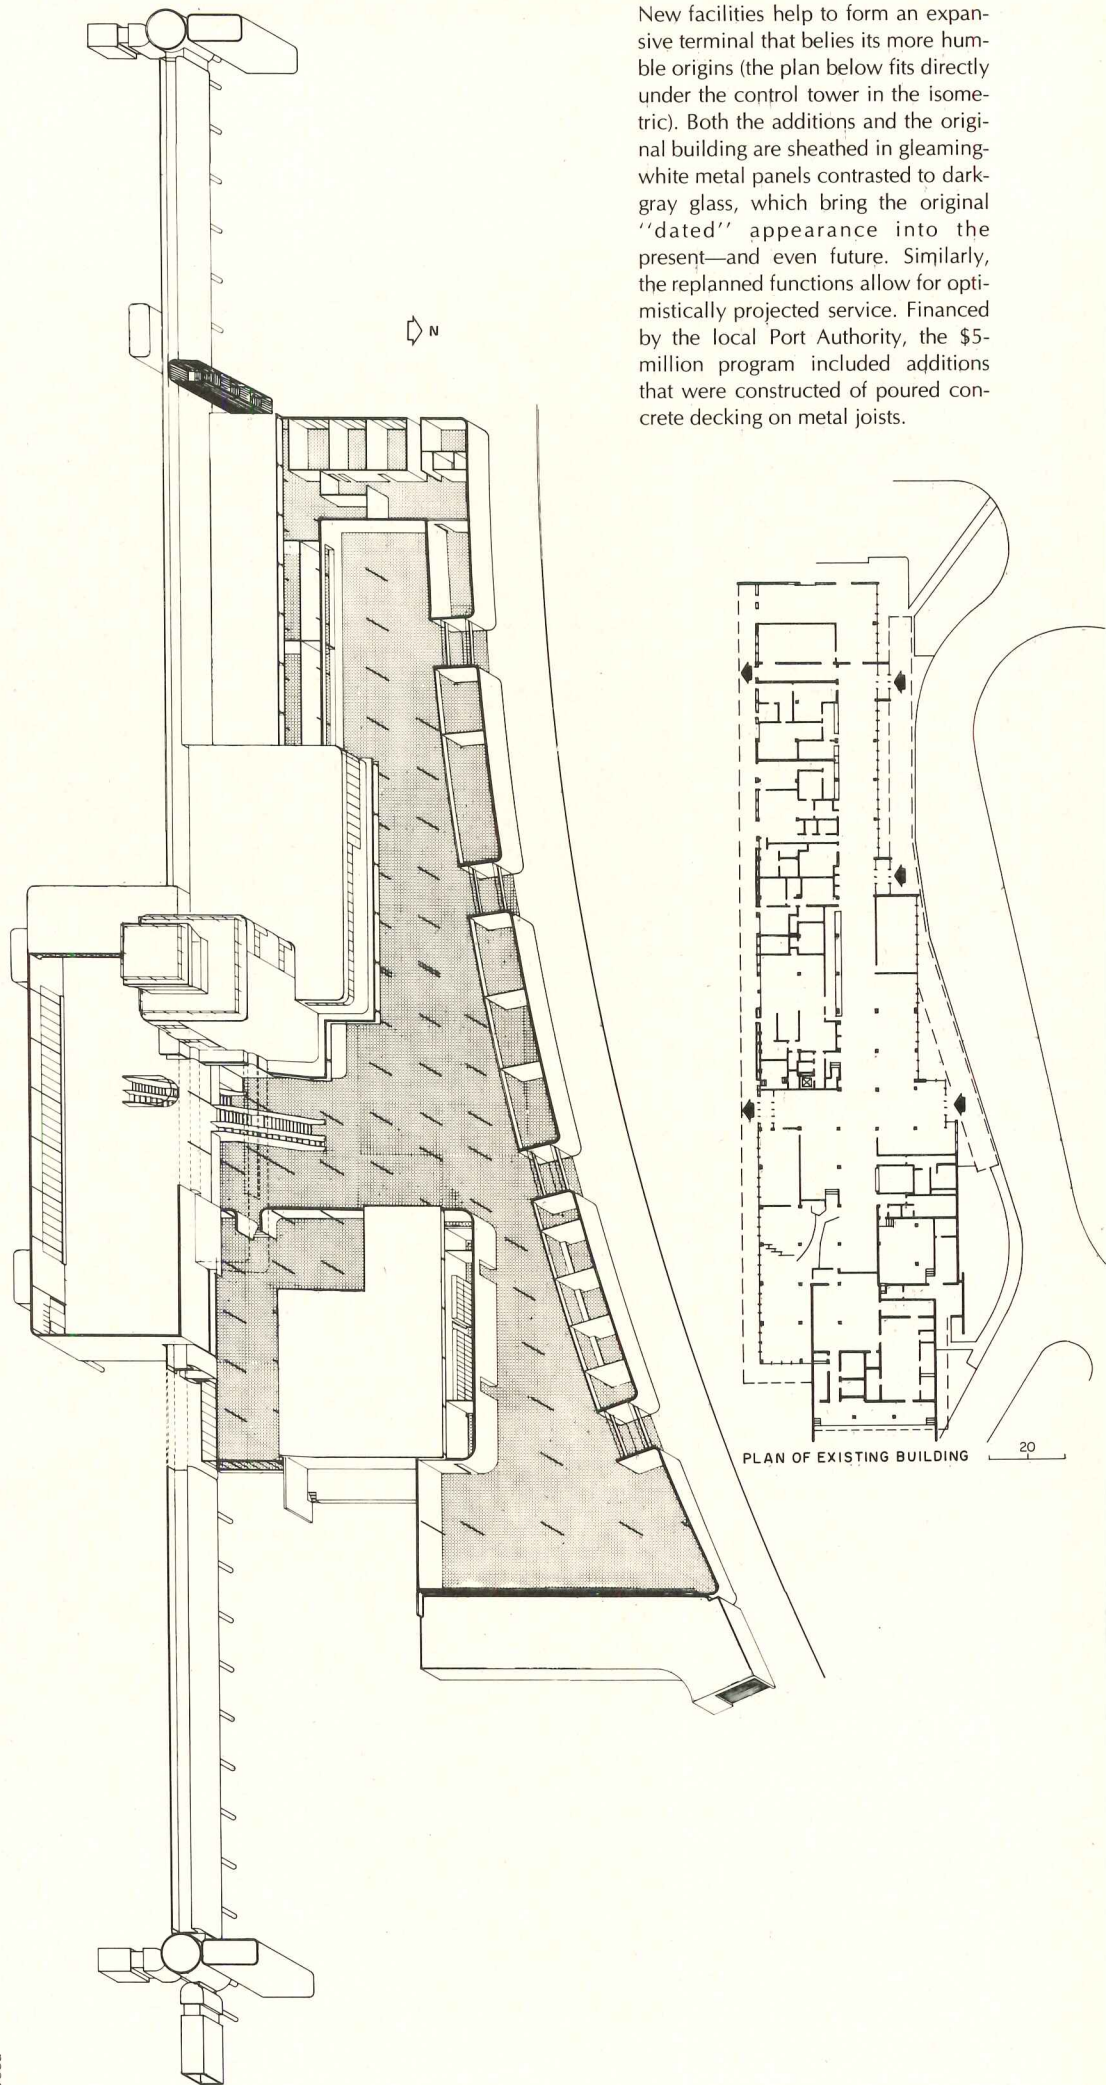 New facilities help to form an expan-
sive terminal that belies its more hum-
ble origins (the plan below fits directly
under the control tower in the isome-
tric). Both the additions and the origi-
nal building are sheathed in gleaming-
white metal panels contrasted to dark-
gray glass, which bring the original
‘‘dated’’ appearance into the
present—and even future. Similarly,
the replanned functions allow for opti-
mistically projected service. Financed
by the local Port Authority, the $5-
million program included additions
that were constructed of poured con-
crete decking on metal joists.
N
PLAN OF EXISTING BUILDING
20